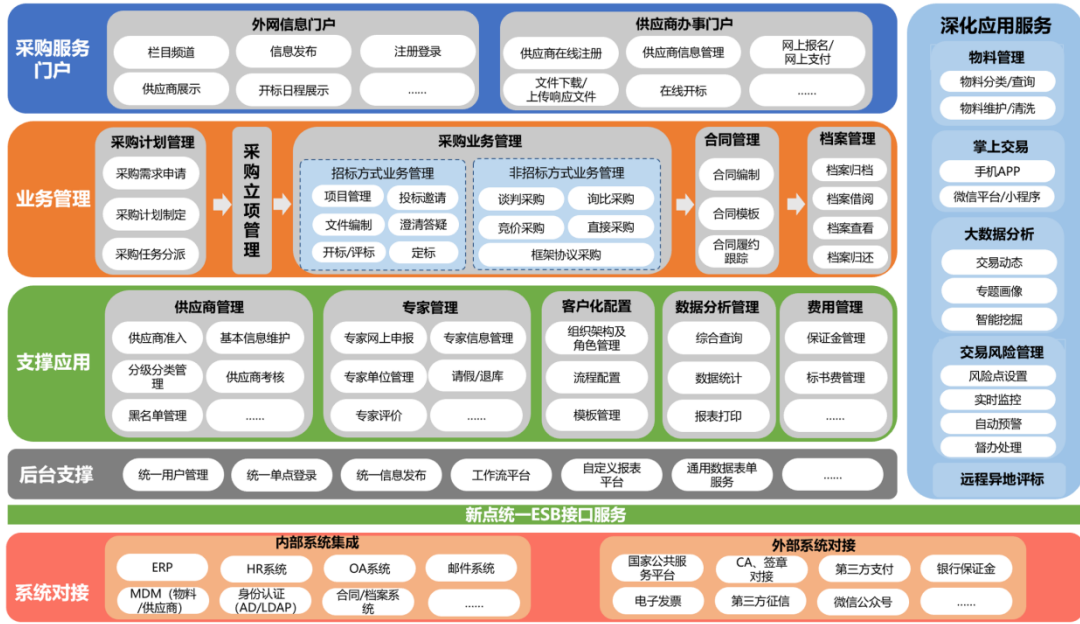 采购服务
门户
外网信息门户
栏目频道
信息发布
注册登录
供应商展示
开标日程展示
......
供应商办事门户
供应商在线注册
供应商信息管理
网上报名/
网上支付
文件下载/
上传响应文件
在线开标
......
业务管理
采购计划管理
采购需求申请
采购计划制定
采购任务分派
采购立项管理
采购业务管理
招标方式业务管理
项目管理
投标邀请
文件编制
澄清答疑
开标/评标
定标
非招标方式业务管理
谈判采购
询比采购
竞价采购
直接采购
框架协议采购
合同管理
合同编制
合同模板
合同履约
跟踪
档案管理
档案归档
档案借阅
档案查看
档案归还
支撑应用
供应商管理
供应商准入
基本信息维护
分级分类管
理
供应商考核
黑名单管理
......
专家管理
专家网上申报
专家信息管理
专家单位管理
请假/退库
专家评价
......
客户化配置
组织架构及
角色管理
流程配置
模板管理
数据分析管理
综合查询
数据统计
报表打印
费用管理
保证金管理
标书费管理
......
后台支撑
统一用户管理
统一单点登录
统一信息发布
工作流平台
自定义报表
平台
通用数据表单
服务
......
深化应用服务
物料管理
物料分类/查询
物料维护/清洗
掌上交易
手机APP
微信平台/小程序
大数据分析
交易动态
专题画像
智能挖掘
交易风险管理
风险点设置
实时监控
自动预警
督办处理
远程异地评标
新点统一ESB接口服务
系统对接
内部系统集成
ERP
HR系统
OA系统
邮件系统
MDM（物料
/供应商）
身份认证
（AD/LDAP）
合同/档案系
统
......
外部系统对接
国家公共服
务平台
CA、签章
对接
第三方支付
银行保证金
电子发票
第三方征信
微信公众号
......